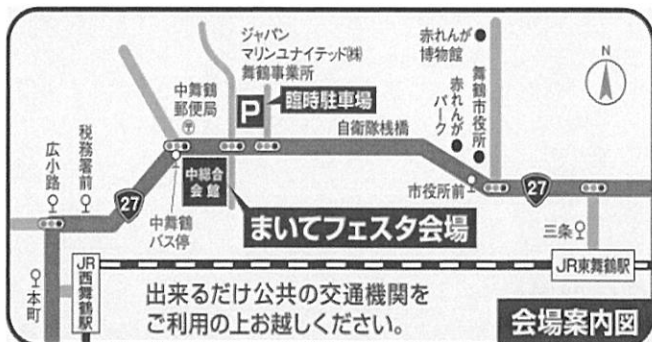 ジャパン
マリンユナイテッド㈱
舞鶴事業所
赤れんが
博物館
N
中舞鶴
郵便局
〒
P
臨時駐車場
自衛隊桟橋
赤れんが
パーク
舞鶴市役所
広小路
税務署前
27
中舞鶴
バス停
中総合
会館
まいてフェスタ会場
市役所前
27
三条
本町
JR西舞鶴駅
JR東舞鶴駅
出来るだけ公共の交通機関を
ご利用の上お越しください。
会場案内図